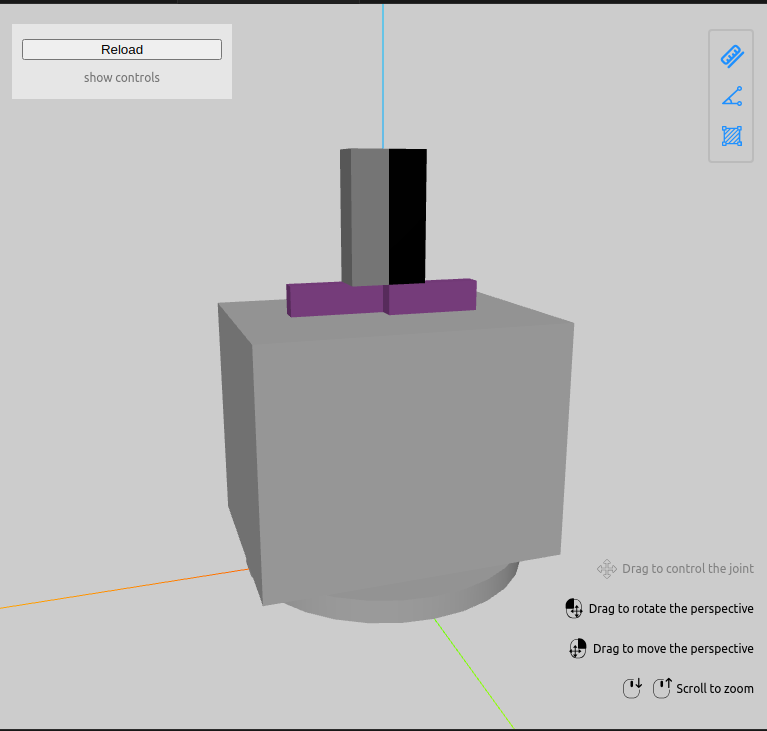 Reload
show controls
Drag to control the joint
Drag to rotate the perspective
Drag to move the perspective
Scroll to zoom